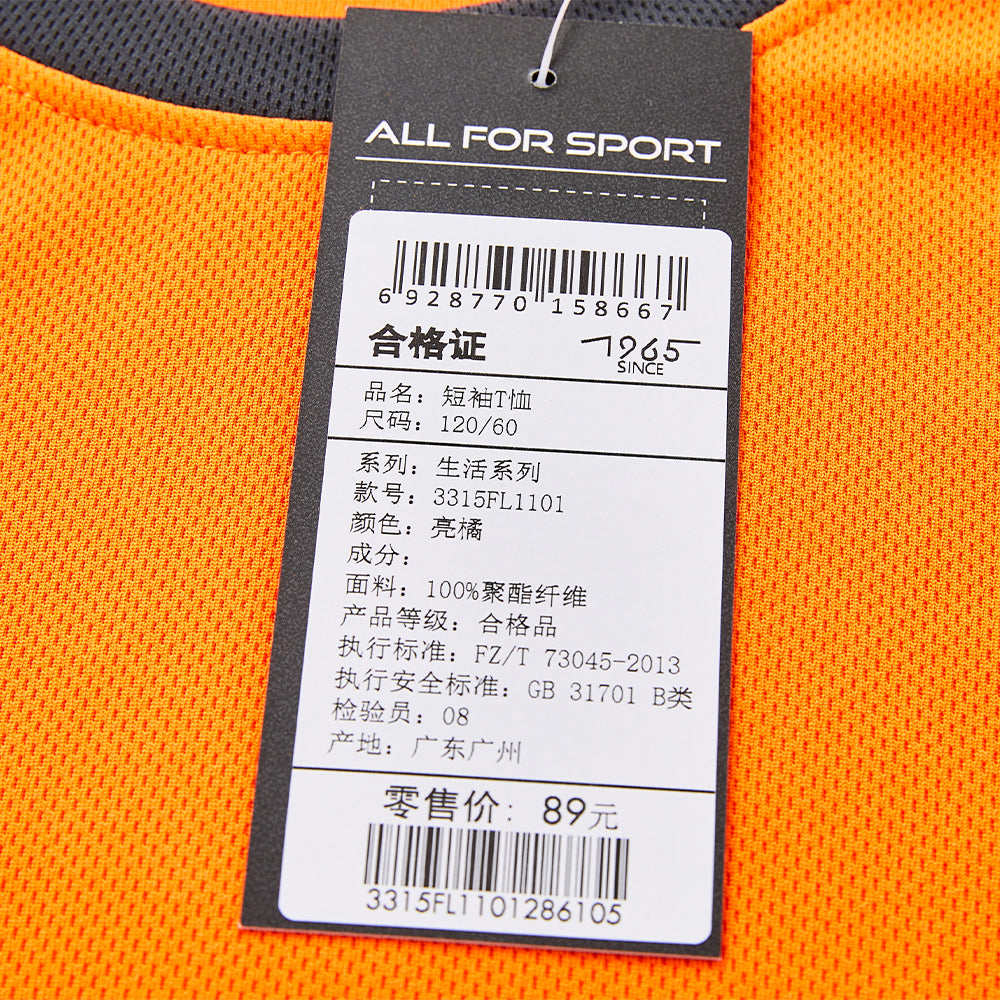 ALL FOR SPORT
6 928770 158667
合格证
1965
SINCE
品名：短袖T恤
尺码：120/60
系列：生活系列
款号：3315FL1101
颜色：亮橘
成分：
面料：100%聚酯纤维
产品等级：合格品
执行标准：FZ/T 73045-2013
执行安全标准：GB 31701 B类
检验员：08
产地：广东广州
零售价：89元
3315FL1101286105